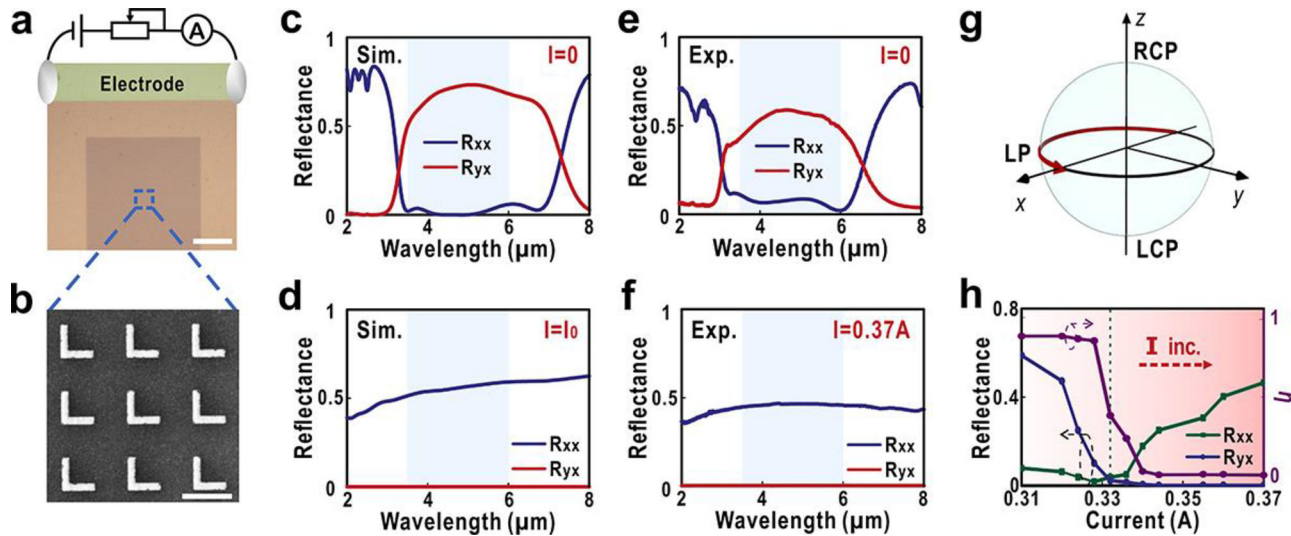 a
A
Electrode
b
c
Sim.
I=0
1
0.5
0
Reflectance
Rxx
Ryx
2
4
6
8
Wavelength (μm)
d
Sim.
I=I₀
1
0.5
0
Reflectance
Rxx
Ryx
2
4
6
8
Wavelength (μm)
e
Exp.
I=0
1
0.5
0
Reflectance
Rxx
Ryx
2
4
6
8
Wavelength (μm)
f
Exp.
I=0.37A
1
0.5
0
Reflectance
Rxx
Ryx
2
4
6
8
Wavelength (μm)
g
z
RCP
LP
x
y
LCP
h
0.8
0.4
0
Reflectance
I inc.
Rxx
Ryx
1
η
0
0.31
0.33
0.35
0.37
Current (A)